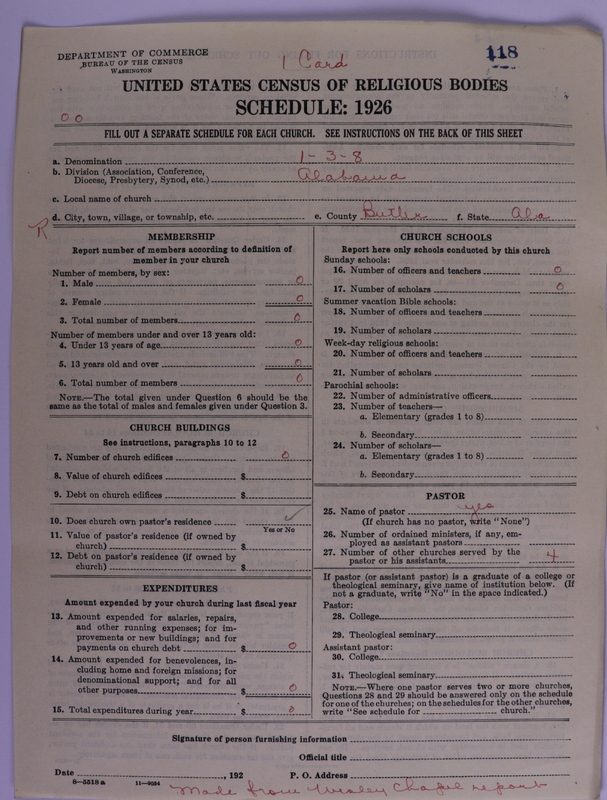 DEPARTMENT OF COMMERCE
BUREAU OF THE CENSUS
WASHINGTON
1 Card
118
UNITED STATES CENSUS OF RELIGIOUS BODIES
SCHEDULE: 1926
00
FILL OUT A SEPARATE SCHEDULE FOR EACH CHURCH. SEE INSTRUCTIONS ON THE BACK OF THIS SHEET
a. Denomination 1-3-8
b. Division (Association, Conference, Diocese, Presbytery, Synod, etc.) Alabama
c. Local name of church
d. City, town, village, or township, etc. e. County Butler f. State Ala
R
MEMBERSHIP
Report number of members according to definition of
member in your church
Number of members, by sex:
1. Male 0
2. Female 0
3. Total number of members 0
Number of members under and over 13 years old:
4. Under 13 years of age 0
5. 13 years old and over 0
6. Total number of members 0
NOTE.—The total given under Question 6 should be
same as the total of males and females given under Question 3.
CHURCH BUILDINGS
See instructions, paragraphs 10 to 12
7. Number of church edifices 0
8. Value of church edifices $
9. Debt on church edifices $
10. Does church own pastor's residence ✓
Yes or No
11. Value of pastor's residence (if owned by
church) $
12. Debt on pastor's residence (if owned by
church) $
EXPENDITURES
Amount expended by your church during last fiscal year
13. Amount expended for salaries, repairs,
and other running expenses; for im-
provements or new buildings; and for
payments on church debt $ 0
14. Amount expended for benevolences, in-
cluding home and foreign missions; for
denominational support; and for all
other purposes $ 0
15. Total expenditures during year $ 0
CHURCH SCHOOLS
Report here only schools conducted by this church
Sunday schools:
16. Number of officers and teachers 0
17. Number of scholars 0
Summer vacation Bible schools:
18. Number of officers and teachers
19. Number of scholars
Week-day religious schools:
20. Number of officers and teachers
21. Number of scholars
Parochial schools:
22. Number of administrative officers
23. Number of teachers—
a. Elementary (grades 1 to 8)
b. Secondary
24. Number of scholars—
a. Elementary (grades 1 to 8)
b. Secondary
PASTOR
25. Name of pastor yes
(If church has no pastor, write "None")
26. Number of ordained ministers, if any, em-
ployed as assistant pastors
27. Number of other churches served by the
pastor or his assistants 4
If pastor (or assistant pastor) is a graduate of a college or
theological seminary, give name of institution below. (If
not a graduate, write "No" in the space indicated.)
Pastor:
28. College
29. Theological seminary
Assistant pastor:
30. College
31. Theological seminary
NOTE.—Where one pastor serves two or more churches,
Questions 28 and 29 should be answered only on the schedule
for one of the churches; on the schedules for the other churches,
write "See schedule for church."
Signature of person furnishing information
Official title
Date , 192 P. O. Address
8-5518a 11-9034
Made from Wesley Chapel report